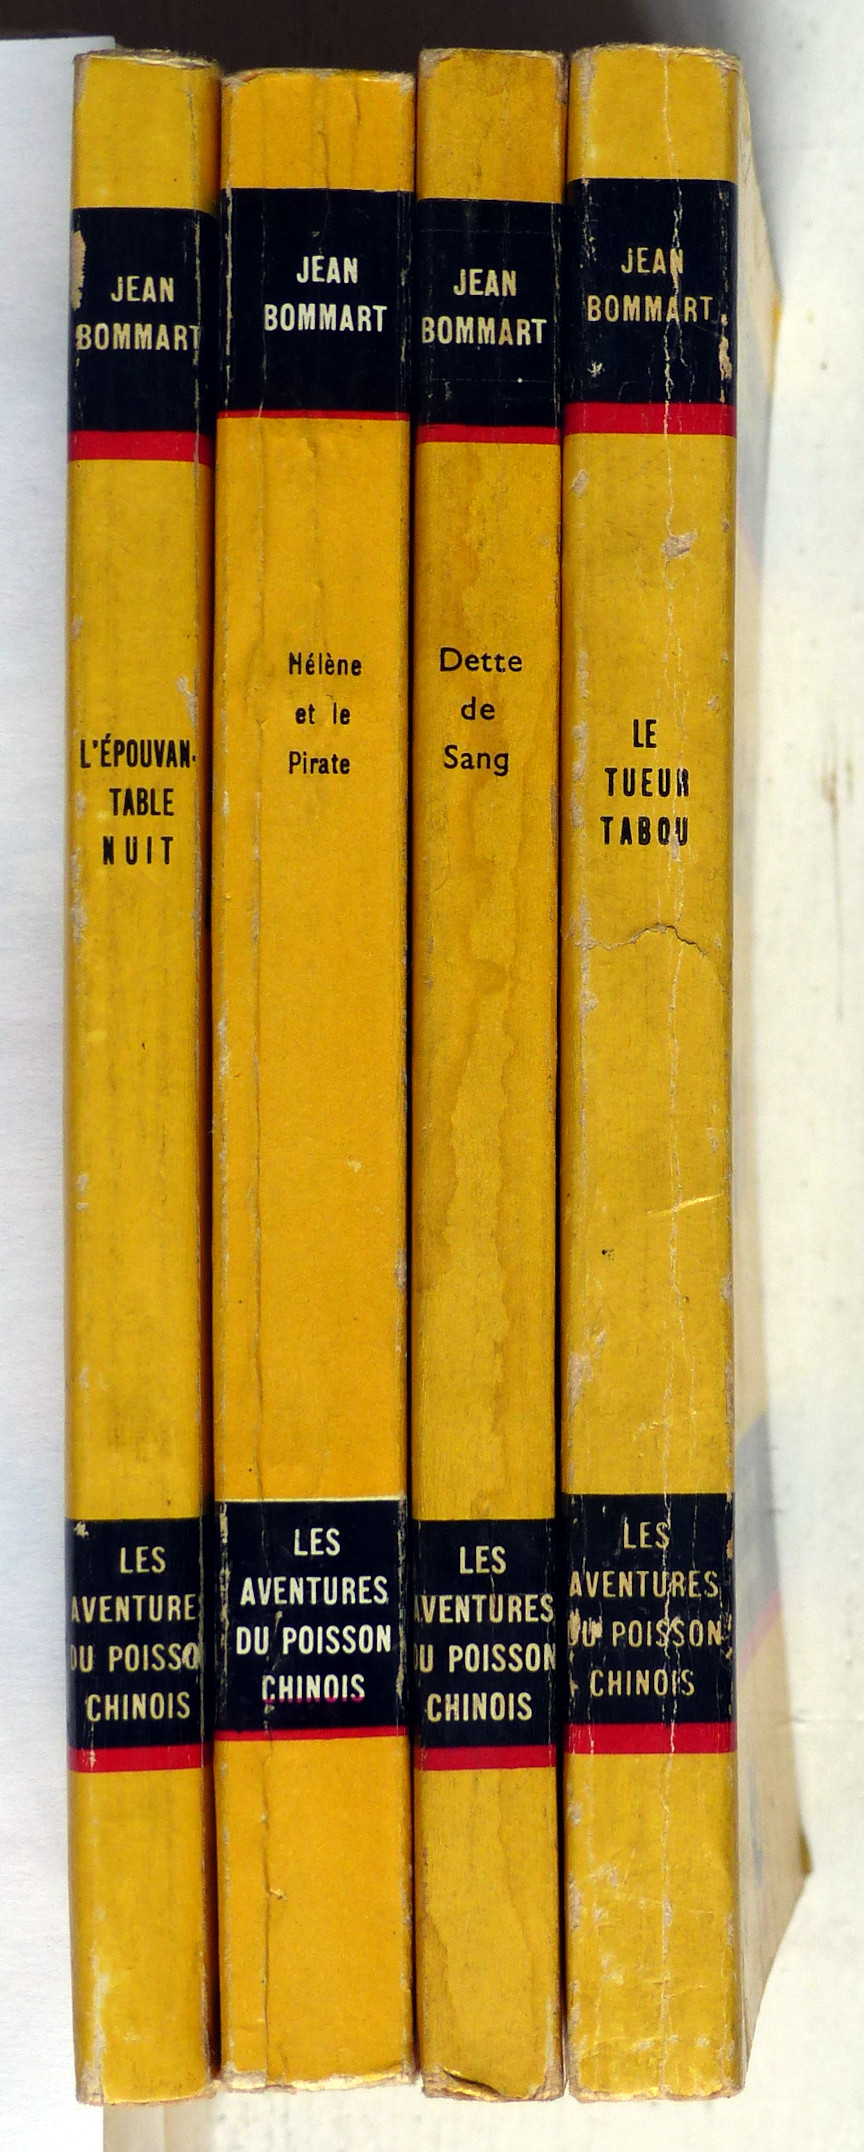 JEAN
BOMMART
L'ÉPOUVAN-
TABLE
NUIT
LES
AVENTURE
DU POISSO
CHINOIS
JEAN
BOMMART
Hélène
et le
Pirate
LES
AVENTURES
DU POISSON
CHINOIS
JEAN
BOMMART
Dette
de
Sang
LES
AVENTURES
DU POISSON
CHINOIS
JEAN
BOMMART
LE
TUEUR
TABOU
LES
AVENTURES
DU POISSON
CHINOIS